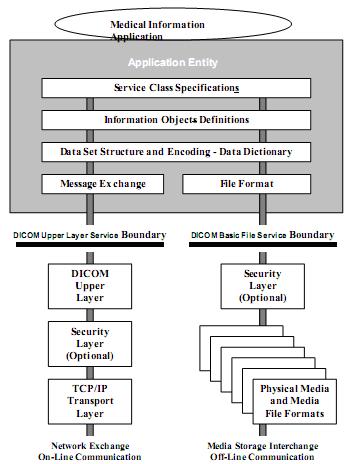 Medical Information
Application
Application Entity
Service Class Specifications
Information Objects Definitions
Data Set Structure and Encoding - Data Dictionary
Message Exchange
File Format
DICOM Upper Layer Service Boundary
DICOM Basic File Service Boundary
DICOM
Upper
Layer
Security
Layer
(Optional)
Security
Layer
(Optional)
TCP/IP
Transport
Layer
Physical Media
and Media
File Formats
Network Exchange
On-Line Communication
Media Storage Interchange
Off-Line Communication